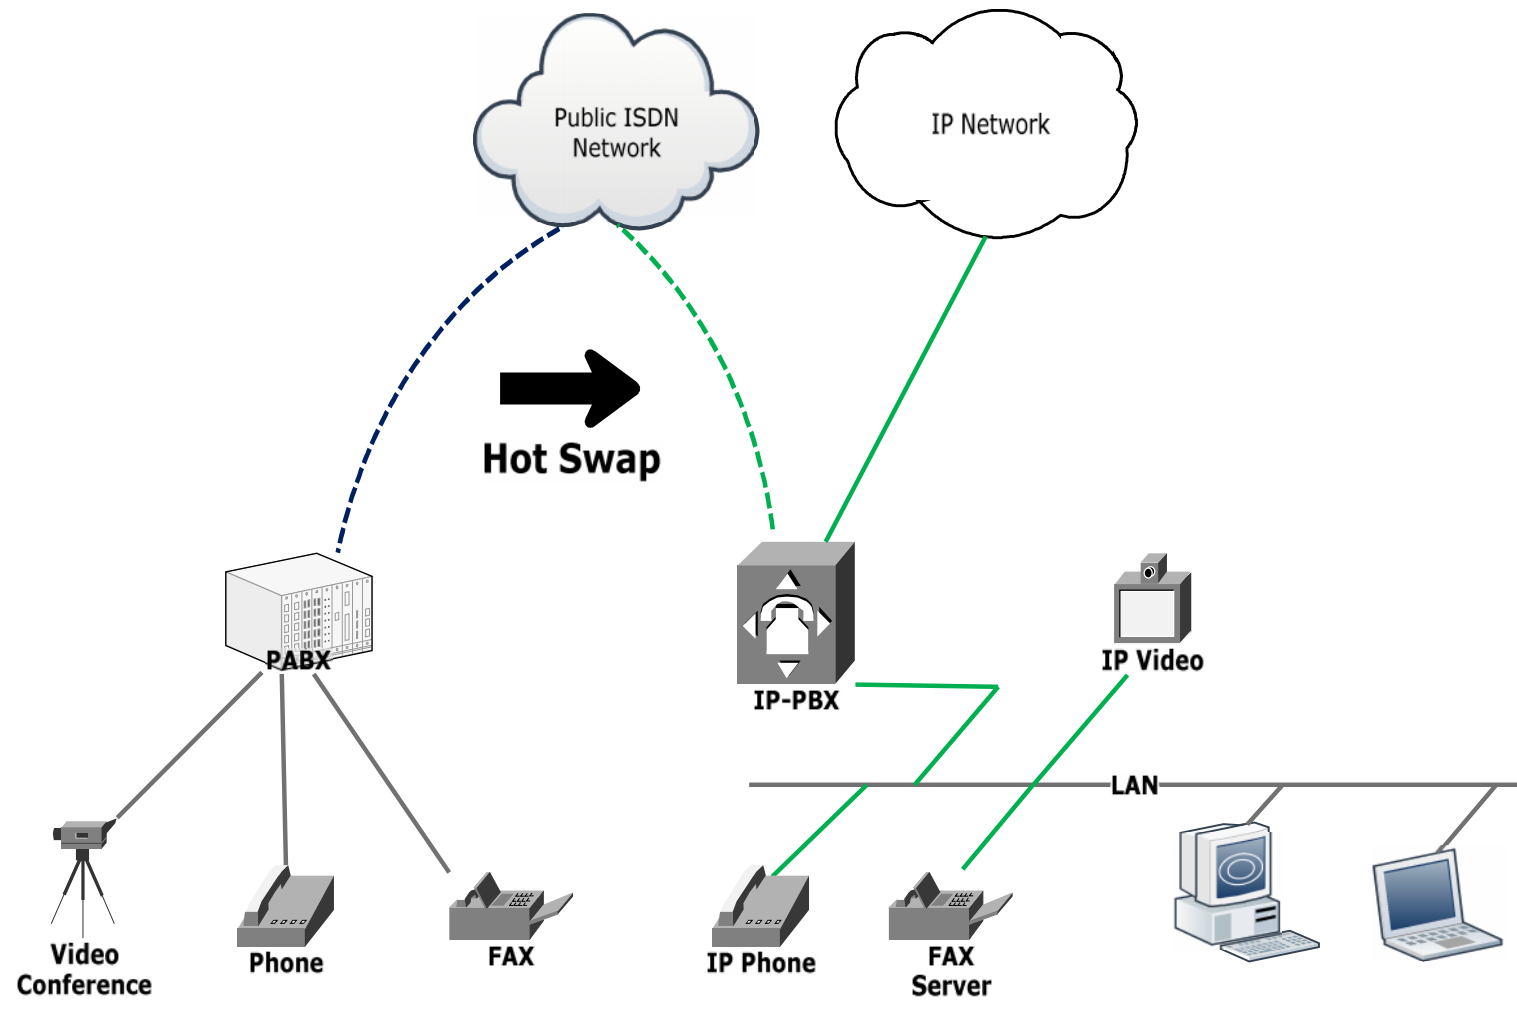 Public ISDN
Network
IP Network
Hot Swap
PABX
IP-PBX
IP Video
LAN
Video
Conference
Phone
FAX
IP Phone
FAX
Server